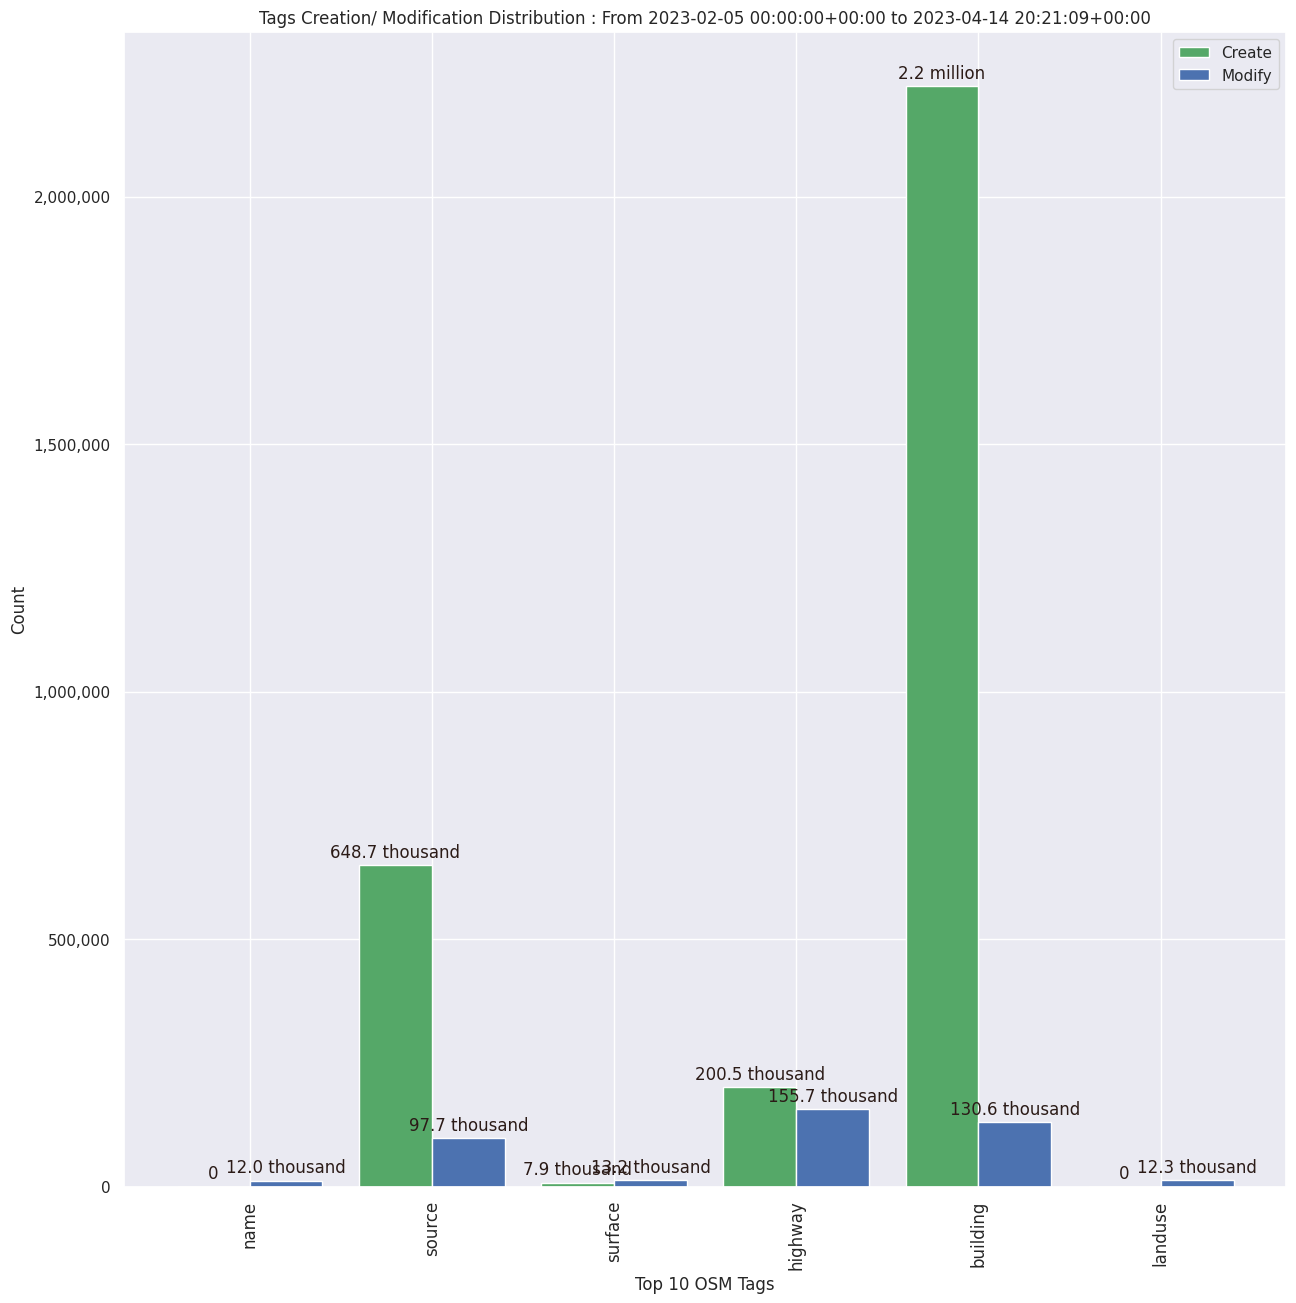 Tags Creation/ Modification Distribution : From 2023-02-05 00:00:00+00:00 to 2023-04-14 20:21:09+00:00
Create
Modify
2.2 million
2,000,000
1,500,000
1,000,000
648.7 thousand
500,000
200.5 thousand
155.7 thousand
130.6 thousand
97.7 thousand
0
12.0 thousand
7.9 thousand
13.2 thousand
0
12.3 thousand
0
Count
name
source
surface
highway
building
landuse
Top 10 OSM Tags